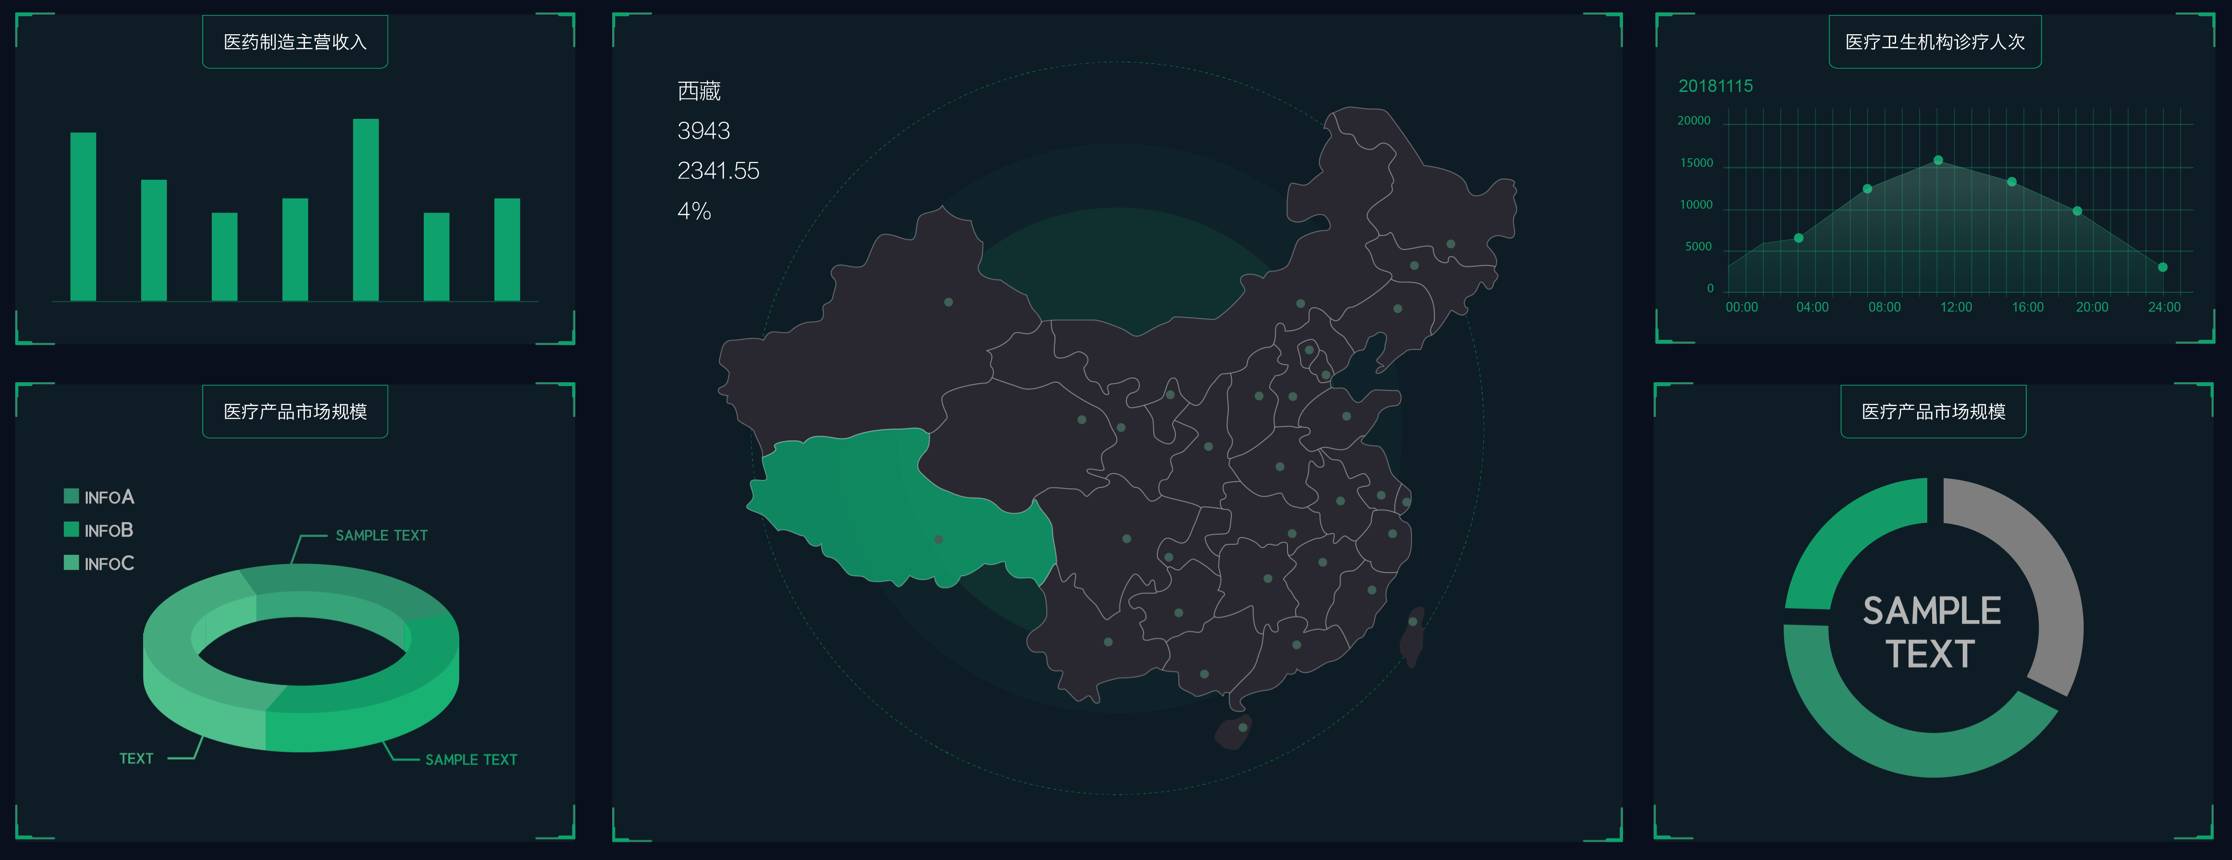 医药制造主营收入
医疗产品市场规模
INFOA
INFOB
INFOC
SAMPLE TEXT
TEXT
SAMPLE TEXT
西藏
3943
2341.55
4%
医疗卫生机构诊疗人次
20181115
20000
15000
10000
5000
0
00:00 04:00 08:00 12:00 16:00 20:00 24:00
医疗产品市场规模
SAMPLE
TEXT